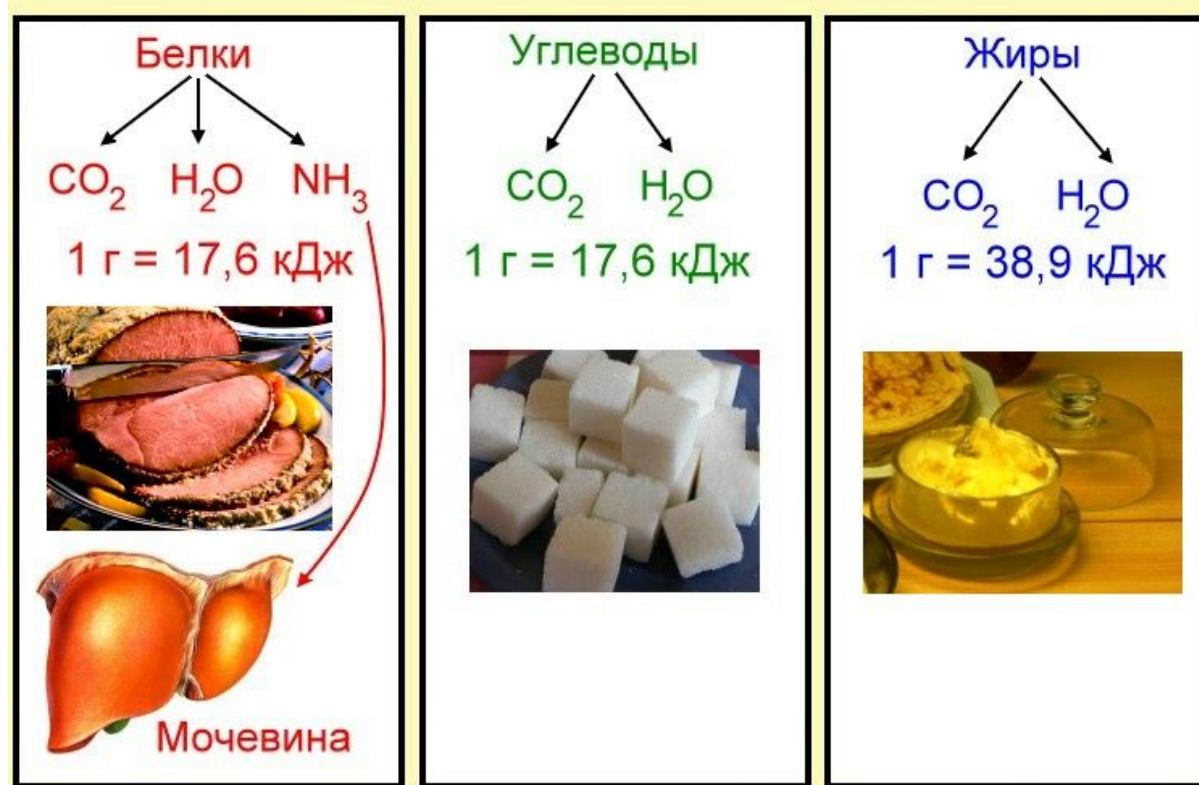 Белки
CO₂ H₂O NH₃
1 г = 17,6 кДж
Мочевина
Углеводы
CO₂ H₂O
1 г = 17,6 кДж
Жиры
CO₂ H₂O
1 г = 38,9 кДж